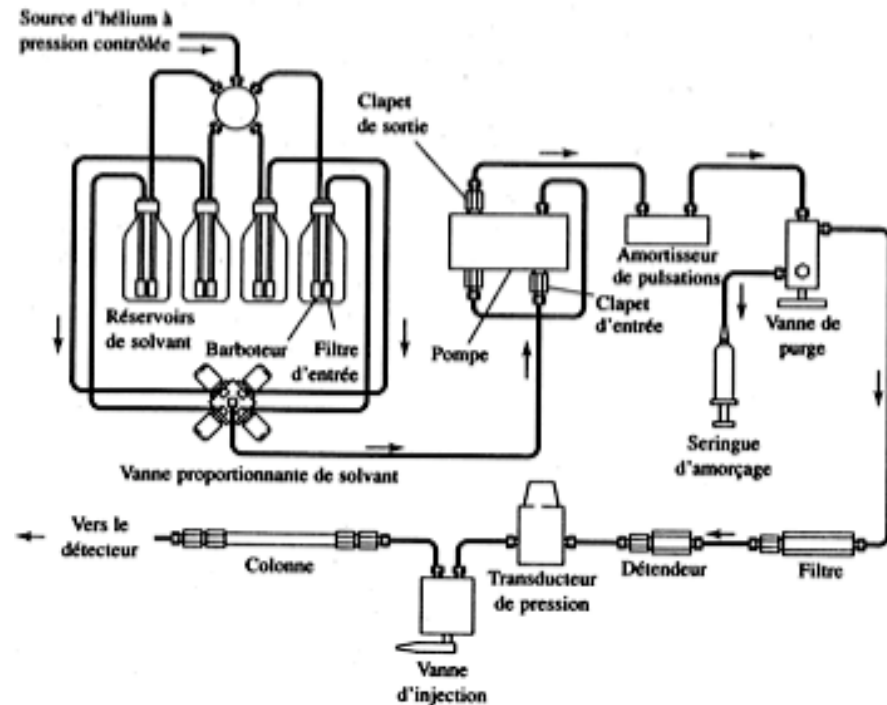 Source d'hélium à
pression contrôlée
Clapet
de sortie
Amortisseur
de pulsations
Réservoirs
de solvant
Barboteur
Filtre
d'entrée
Pompe
Clapet
d'entrée
Vanne de
purge
Seringue
d'amorçage
Vanne proportionnante de solvant
Vers le
détecteur
Colonne
Transducteur
de pression
Détendeur
Filtre
Vanne
d'injection